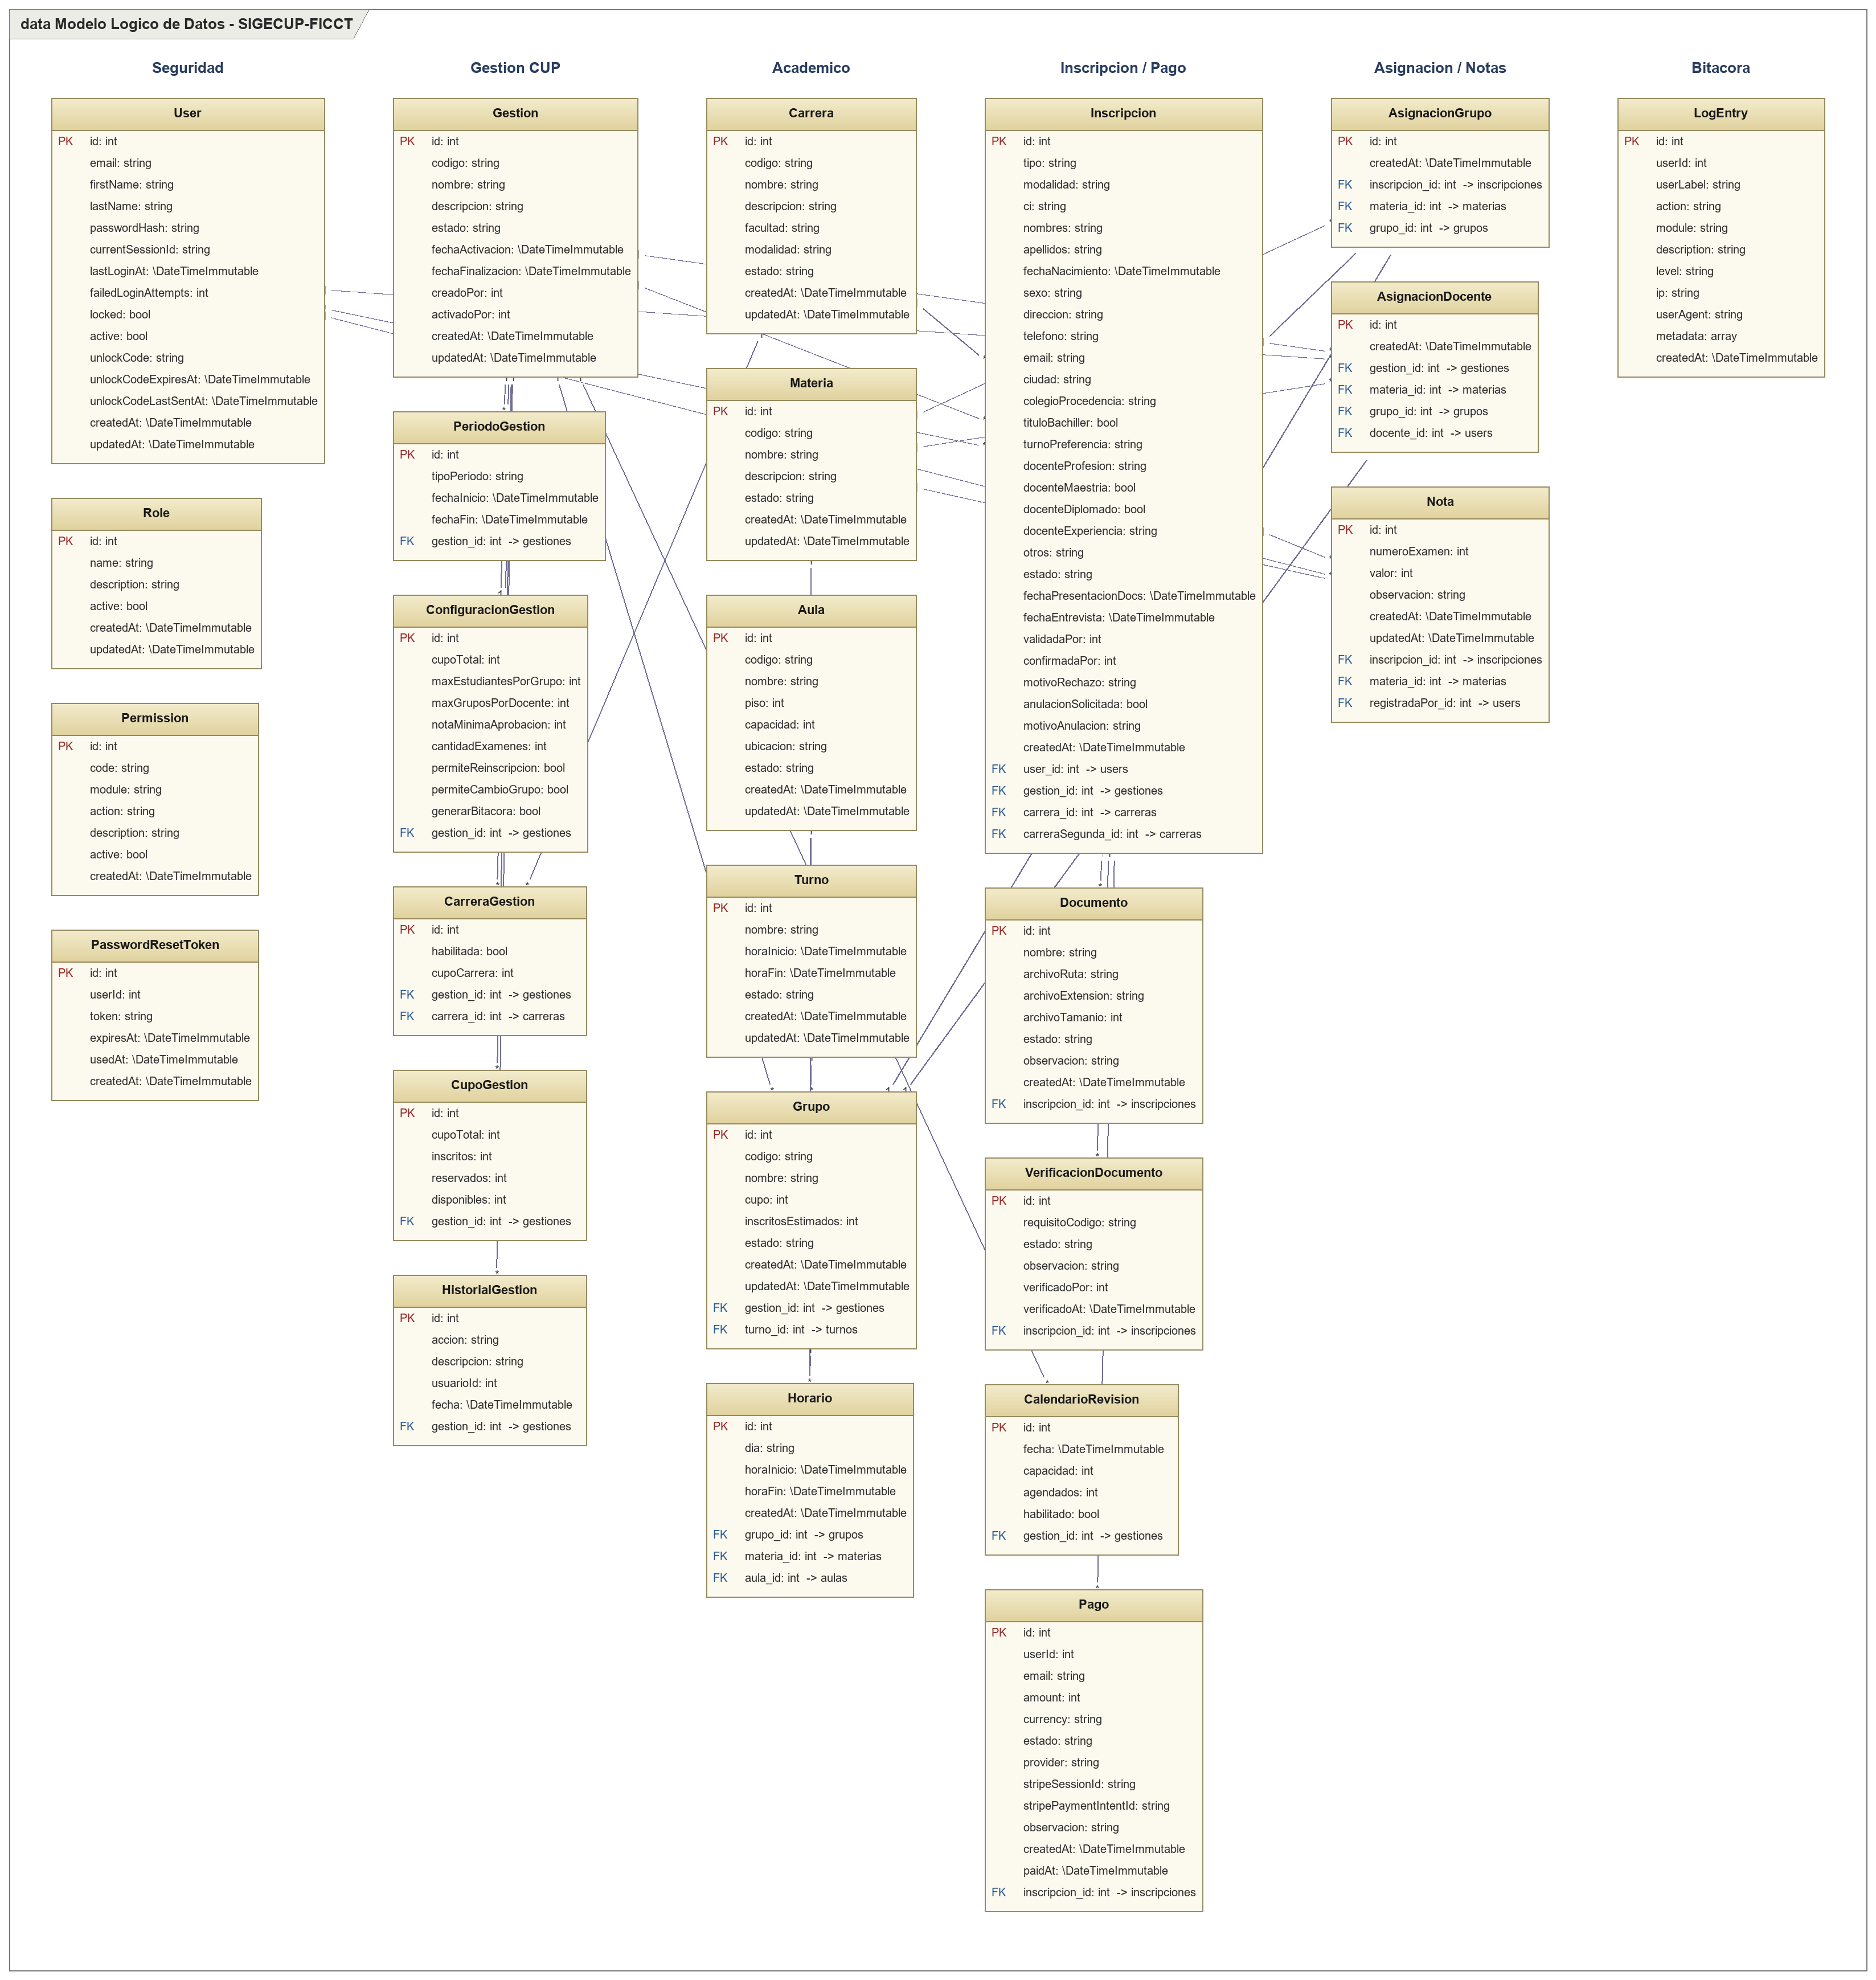 data Modelo Logico de Datos - SIGECUP-FICCT
Seguridad
User
PK id: int
email: string
firstName: string
lastName: string
passwordHash: string
currentSessionId: string
lastLoginAt: \DateTimeImmutable
failedLoginAttempts: int
locked: bool
active: bool
unlockCode: string
unlockCodeExpiresAt: \DateTimeImmutable
unlockCodeLastSentAt: \DateTimeImmutable
createdAt: \DateTimeImmutable
updatedAt: \DateTimeImmutable
Role
PK id: int
name: string
description: string
active: bool
createdAt: \DateTimeImmutable
updatedAt: \DateTimeImmutable
Permission
PK id: int
code: string
module: string
action: string
description: string
active: bool
createdAt: \DateTimeImmutable
PasswordResetToken
PK id: int
userId: int
token: string
expiresAt: \DateTimeImmutable
usedAt: \DateTimeImmutable
createdAt: \DateTimeImmutable
Gestion CUP
Gestion
PK id: int
codigo: string
nombre: string
descripcion: string
estado: string
fechaActivacion: \DateTimeImmutable
fechaFinalizacion: \DateTimeImmutable
creadoPor: int
activadoPor: int
createdAt: \DateTimeImmutable
updatedAt: \DateTimeImmutable
PeriodoGestion
PK id: int
tipoPeriodo: string
fechaInicio: \DateTimeImmutable
fechaFin: \DateTimeImmutable
FK gestion_id: int -> gestiones
ConfiguracionGestion
PK id: int
cupoTotal: int
maxEstudiantesPorGrupo: int
maxGruposPorDocente: int
notaMinimaAprobacion: int
cantidadExamenes: int
permiteReinscripcion: bool
permiteCambioGrupo: bool
generarBitacora: bool
FK gestion_id: int -> gestiones
CarreraGestion
PK id: int
habilitada: bool
cupoCarrera: int
FK gestion_id: int -> gestiones
FK carrera_id: int -> carreras
CupoGestion
PK id: int
cupoTotal: int
inscritos: int
reservados: int
disponibles: int
FK gestion_id: int -> gestiones
HistorialGestion
PK id: int
accion: string
descripcion: string
usuarioId: int
fecha: \DateTimeImmutable
FK gestion_id: int -> gestiones
Academico
Carrera
PK id: int
codigo: string
nombre: string
descripcion: string
facultad: string
modalidad: string
estado: string
createdAt: \DateTimeImmutable
updatedAt: \DateTimeImmutable
Materia
PK id: int
codigo: string
nombre: string
descripcion: string
estado: string
createdAt: \DateTimeImmutable
updatedAt: \DateTimeImmutable
Aula
PK id: int
codigo: string
nombre: string
piso: int
capacidad: int
ubicacion: string
estado: string
createdAt: \DateTimeImmutable
updatedAt: \DateTimeImmutable
Turno
PK id: int
nombre: string
horaInicio: \DateTimeImmutable
horaFin: \DateTimeImmutable
estado: string
createdAt: \DateTimeImmutable
updatedAt: \DateTimeImmutable
Grupo
PK id: int
codigo: string
nombre: string
cupo: int
inscritosEstimados: int
estado: string
createdAt: \DateTimeImmutable
updatedAt: \DateTimeImmutable
FK gestion_id: int -> gestiones
FK turno_id: int -> turnos
Horario
PK id: int
dia: string
horaInicio: \DateTimeImmutable
horaFin: \DateTimeImmutable
createdAt: \DateTimeImmutable
FK grupo_id: int -> grupos
FK materia_id: int -> materias
FK aula_id: int -> aulas
Inscripcion / Pago
Inscripcion
PK id: int
tipo: string
modalidad: string
ci: string
nombres: string
apellidos: string
fechaNacimiento: \DateTimeImmutable
sexo: string
direccion: string
telefono: string
email: string
ciudad: string
colegioProcedencia: string
tituloBachiller: bool
turnoPreferencia: string
docenteProfesion: string
docenteMaestria: bool
docenteDiplomado: bool
docenteExperiencia: string
otros: string
estado: string
fechaPresentacionDocs: \DateTimeImmutable
fechaEntrevista: \DateTimeImmutable
validadaPor: int
confirmadaPor: int
motivoRechazo: string
anulacionSolicitada: bool
motivoAnulacion: string
createdAt: \DateTimeImmutable
FK user_id: int -> users
FK gestion_id: int -> gestiones
FK carrera_id: int -> carreras
FK carreraSegunda_id: int -> carreras
Documento
PK id: int
nombre: string
archivoRuta: string
archivoExtension: string
archivoTamanio: int
estado: string
observacion: string
createdAt: \DateTimeImmutable
FK inscripcion_id: int -> inscripciones
VerificacionDocumento
PK id: int
requisitoCodigo: string
estado: string
observacion: string
verificadoPor: int
verificadoAt: \DateTimeImmutable
FK inscripcion_id: int -> inscripciones
CalendarioRevision
PK id: int
fecha: \DateTimeImmutable
capacidad: int
agendados: int
habilitado: bool
FK gestion_id: int -> gestiones
Pago
PK id: int
userId: int
email: string
amount: int
currency: string
estado: string
provider: string
stripeSessionId: string
stripePaymentIntentId: string
observacion: string
createdAt: \DateTimeImmutable
paidAt: \DateTimeImmutable
FK inscripcion_id: int -> inscripciones
Asignacion / Notas
AsignacionGrupo
PK id: int
createdAt: \DateTimeImmutable
FK inscripcion_id: int -> inscripciones
FK materia_id: int -> materias
FK grupo_id: int -> grupos
AsignacionDocente
PK id: int
createdAt: \DateTimeImmutable
FK gestion_id: int -> gestiones
FK materia_id: int -> materias
FK grupo_id: int -> grupos
FK docente_id: int -> users
Nota
PK id: int
numeroExamen: int
valor: int
observacion: string
createdAt: \DateTimeImmutable
updatedAt: \DateTimeImmutable
FK inscripcion_id: int -> inscripciones
FK materia_id: int -> materias
FK registradaPor_id: int -> users
Bitacora
LogEntry
PK id: int
userId: int
userLabel: string
action: string
module: string
description: string
level: string
ip: string
userAgent: string
metadata: array
createdAt: \DateTimeImmutable